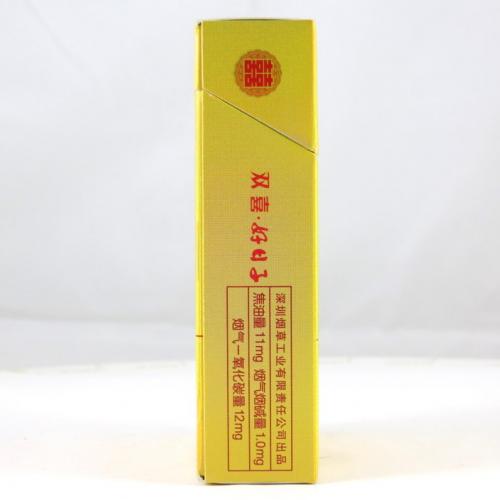 囍
双喜·好日子
深圳烟草工业有限责任公司出品
焦油量 11mg 烟气烟碱量 1.0mg
烟气一氧化碳量 12mg